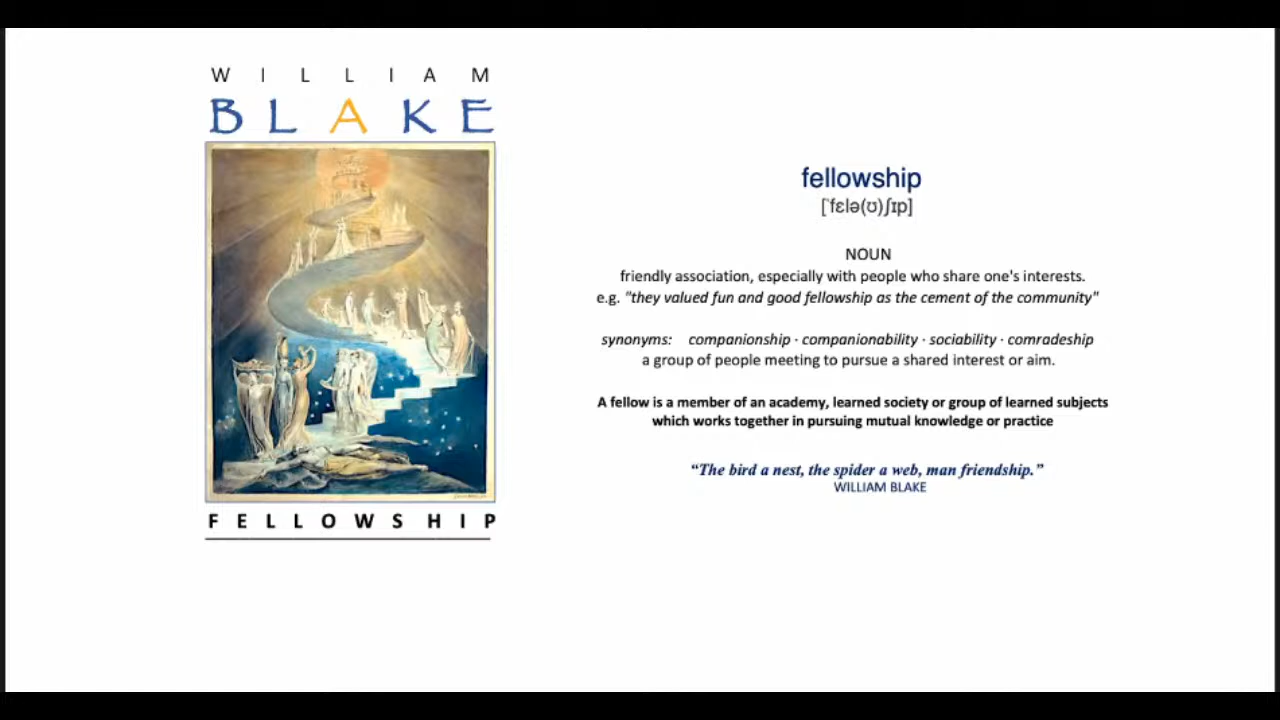 WILLIAM
BLAKE
FELLOWSHIP
fellowship
[ˈfɛlə(ʊ)ʃɪp]
NOUN
friendly association, especially with people who share one's interests.
e.g. "they valued fun and good fellowship as the cement of the community"
synonyms: companionship · companionability · sociability · comradeship
a group of people meeting to pursue a shared interest or aim.
A fellow is a member of an academy, learned society or group of learned subjects
which works together in pursuing mutual knowledge or practice
“The bird a nest, the spider a web, man friendship.”
WILLIAM BLAKE